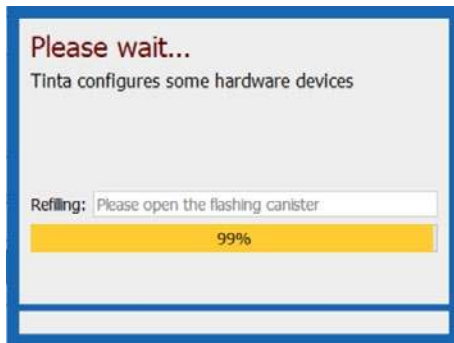 Please wait...
Tinta configures some hardware devices
Refilling: Please open the flashing canister
99%